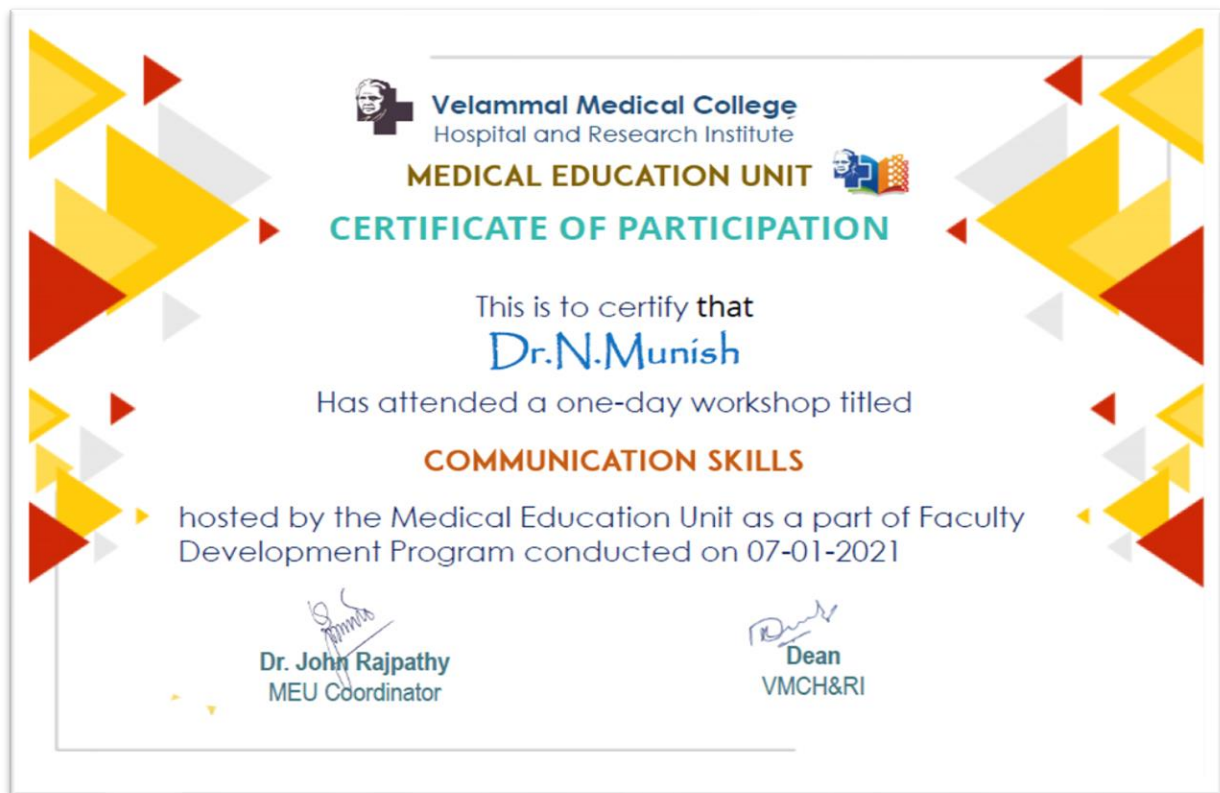 Velammal Medical College
Hospital and Research Institute
MEDICAL EDUCATION UNIT
CERTIFICATE OF PARTICIPATION
This is to certify that
Dr.N.Munish
Has attended a one-day workshop titled
COMMUNICATION SKILLS
hosted by the Medical Education Unit as a part of Faculty
Development Program conducted on 07-01-2021
Dr. John Rajpathy
MEU Coordinator
Dean
VMCH&RI